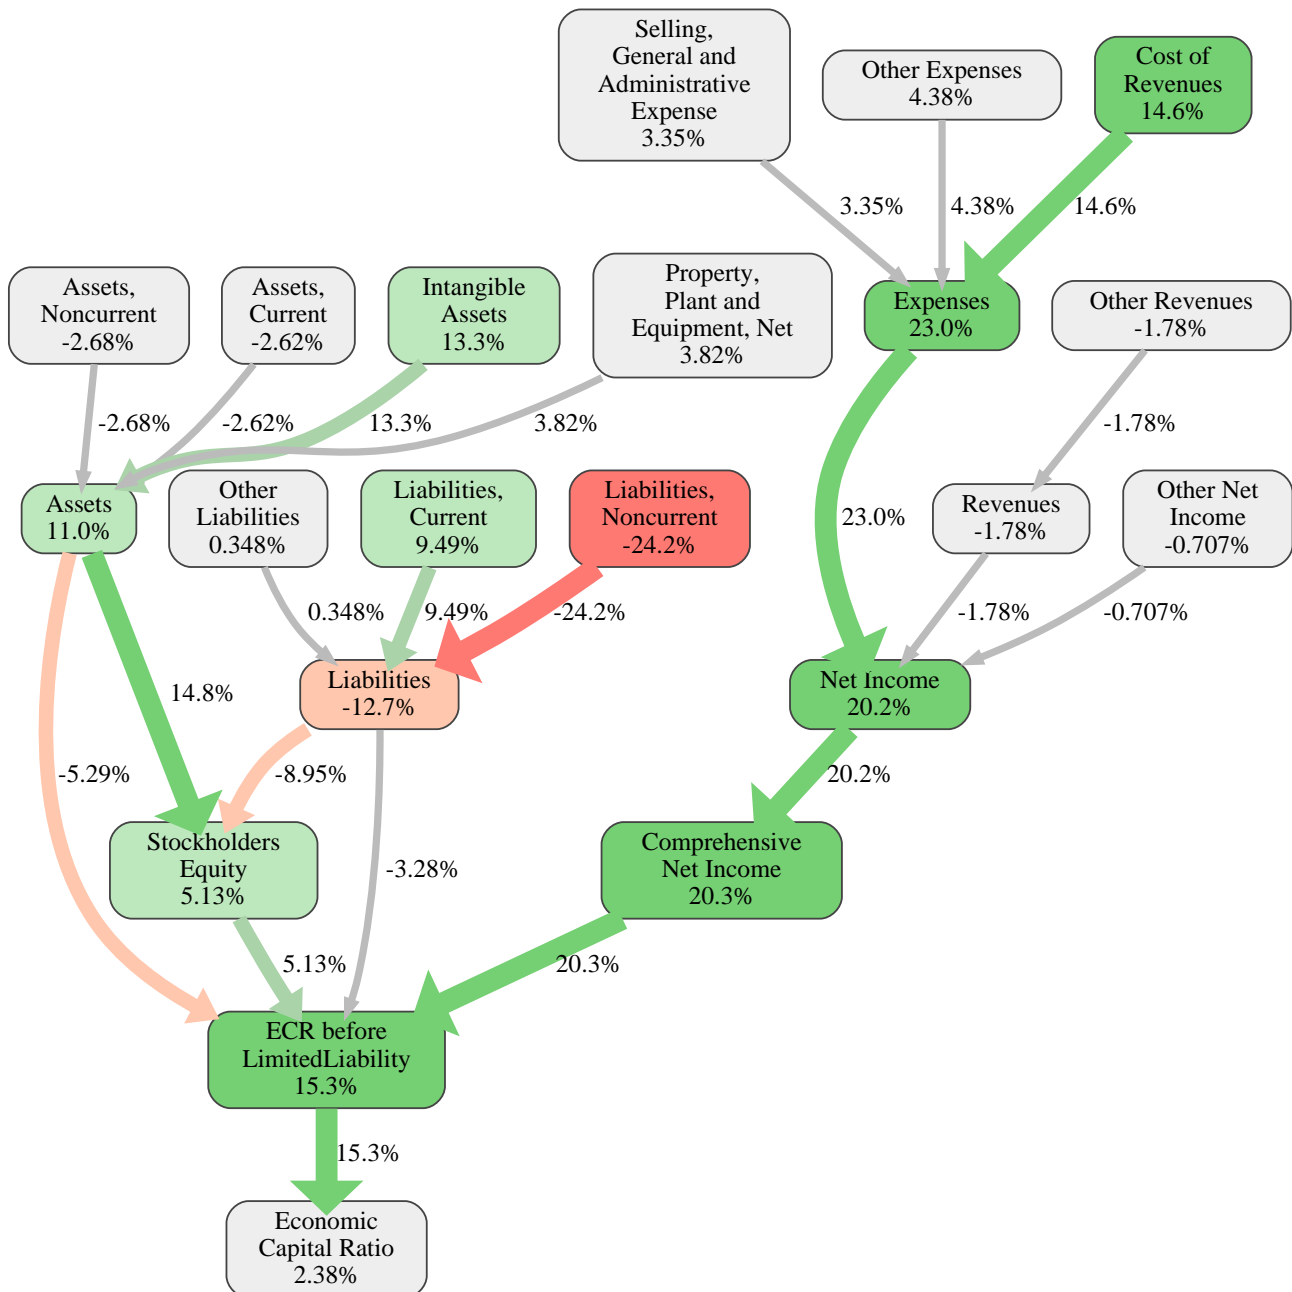 Selling,
General and
Administrative
Expense
3.35%
Other Expenses
4.38%
Cost of
Revenues
14.6%
3.35%
4.38%
14.6%
Assets,
Noncurrent
-2.68%
Assets,
Current
-2.62%
Intangible
Assets
13.3%
Property,
Plant and
Equipment, Net
3.82%
Expenses
23.0%
Other Revenues
-1.78%
-2.68%
-2.62%
13.3%
3.82%
-1.78%
Assets
11.0%
Other
Liabilities
0.348%
Liabilities,
Current
9.49%
Liabilities,
Noncurrent
-24.2%
23.0%
Revenues
-1.78%
Other Net
Income
-0.707%
0.348%
9.49%
-24.2%
-1.78%
-0.707%
14.8%
Liabilities
-12.7%
Net Income
20.2%
-5.29%
-8.95%
20.2%
Stockholders
Equity
5.13%
-3.28%
Comprehensive
Net Income
20.3%
5.13%
20.3%
ECR before
LimitedLiability
15.3%
15.3%
Economic
Capital Ratio
2.38%